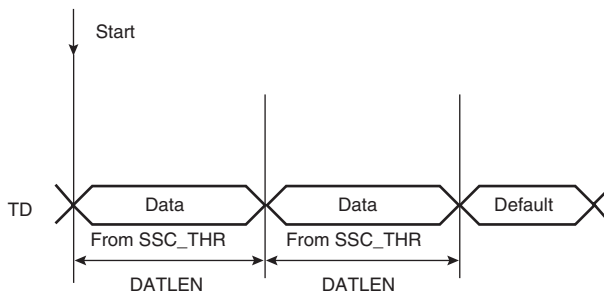 Start
TD
Data
Data
Default
From SSC_THR
From SSC_THR
DATLEN
DATLEN